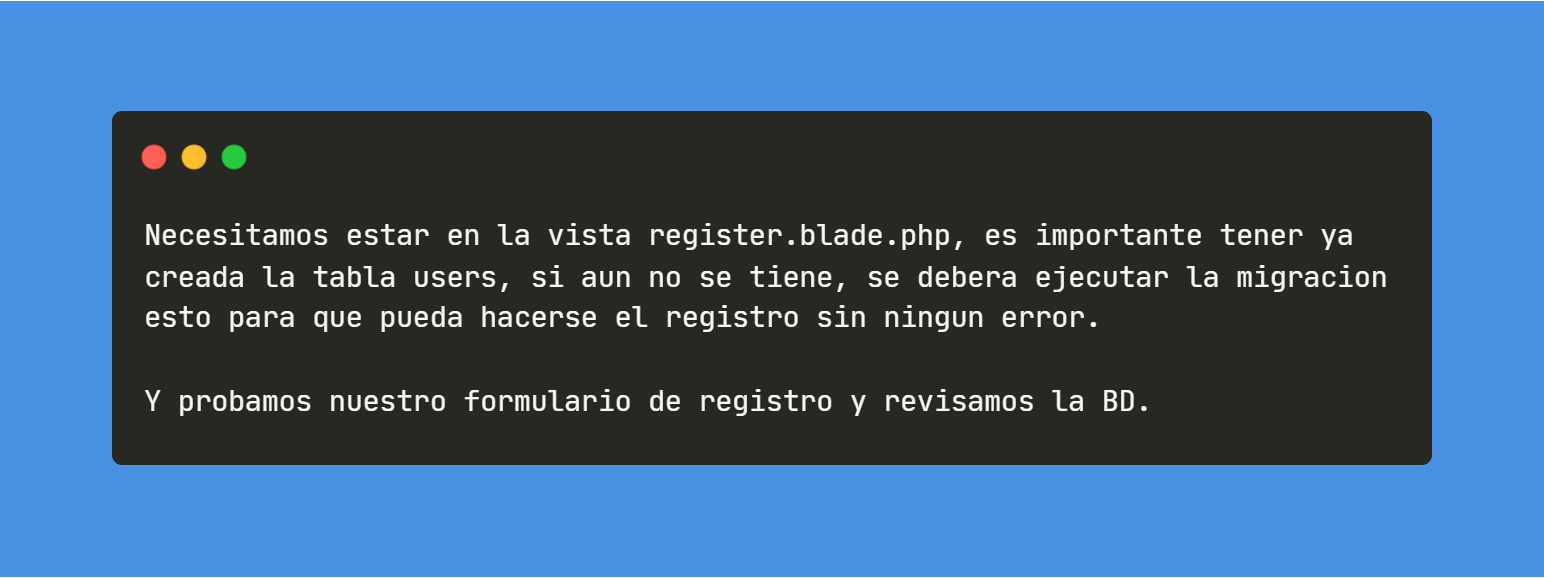 Necesitamos estar en la vista register.blade.php, es importante tener ya
creada la tabla users, si aun no se tiene, se debera ejecutar la migracion
esto para que pueda hacerse el registro sin ningun error.
Y probamos nuestro formulario de registro y revisamos la BD.